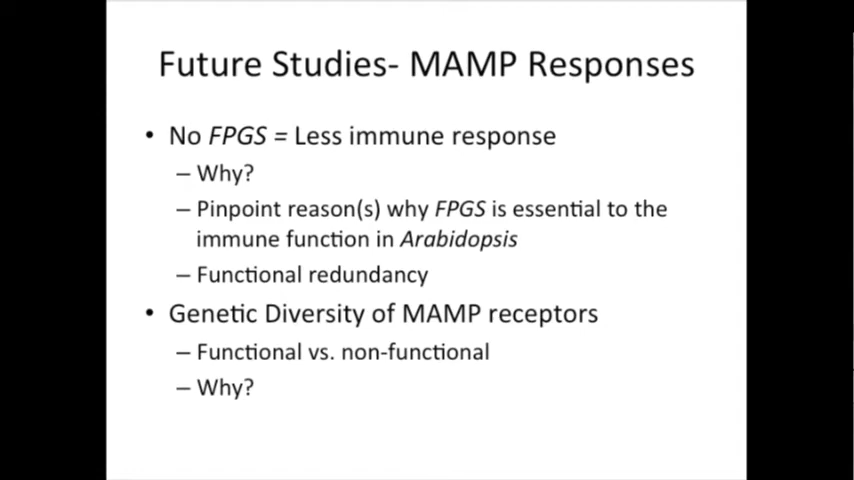 Future Studies- MAMP Responses
• No FPGS = Less immune response
– Why?
– Pinpoint reason(s) why FPGS is essential to the
immune function in Arabidopsis
– Functional redundancy
• Genetic Diversity of MAMP receptors
– Functional vs. non-functional
– Why?